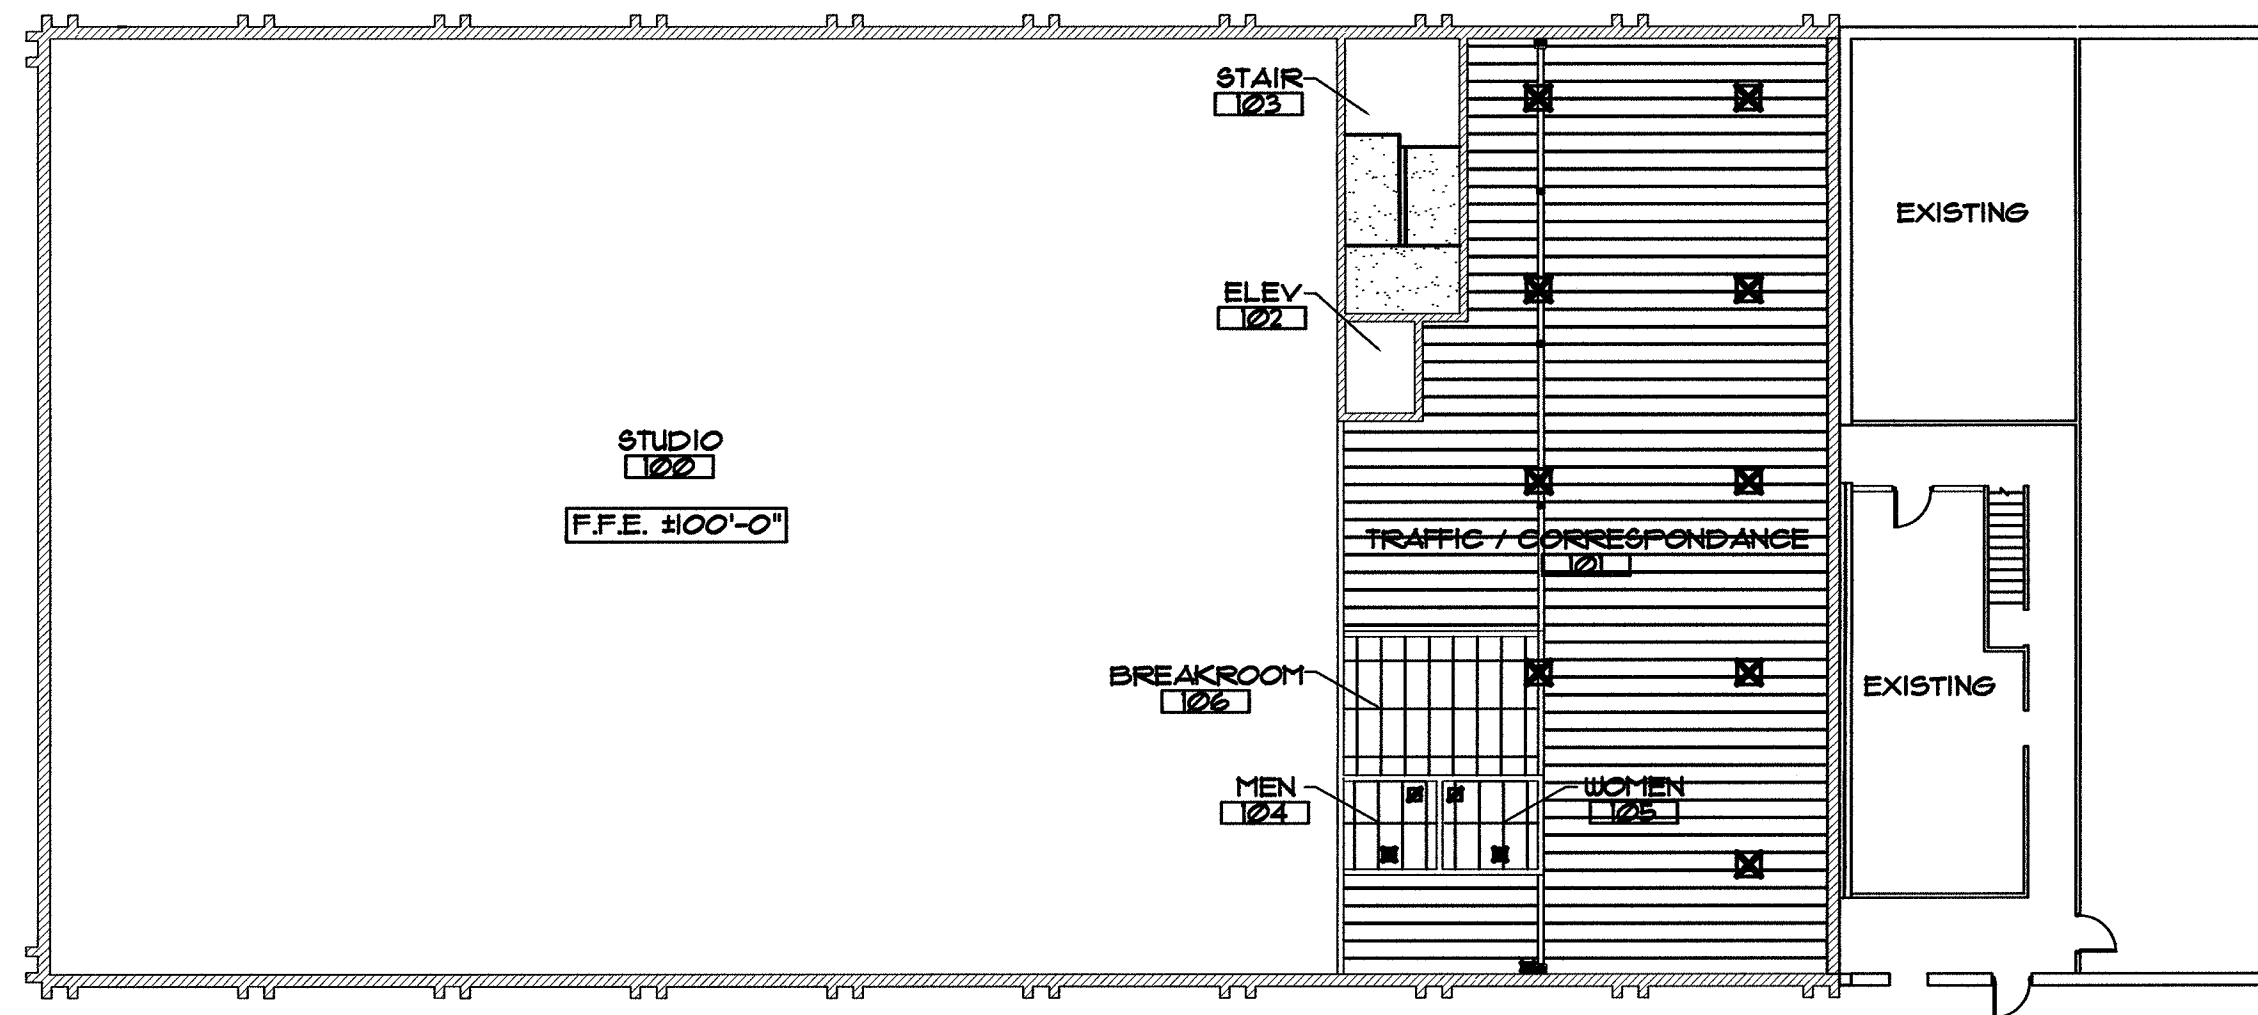 STAIR
103
EXISTING
ELEV
102
STUDIO
100
F.F.E. ±100'-0"
TRAFFIC / CORRESPONDANCE
101
BREAKROOM
106
EXISTING
MEN
104
WOMEN
105